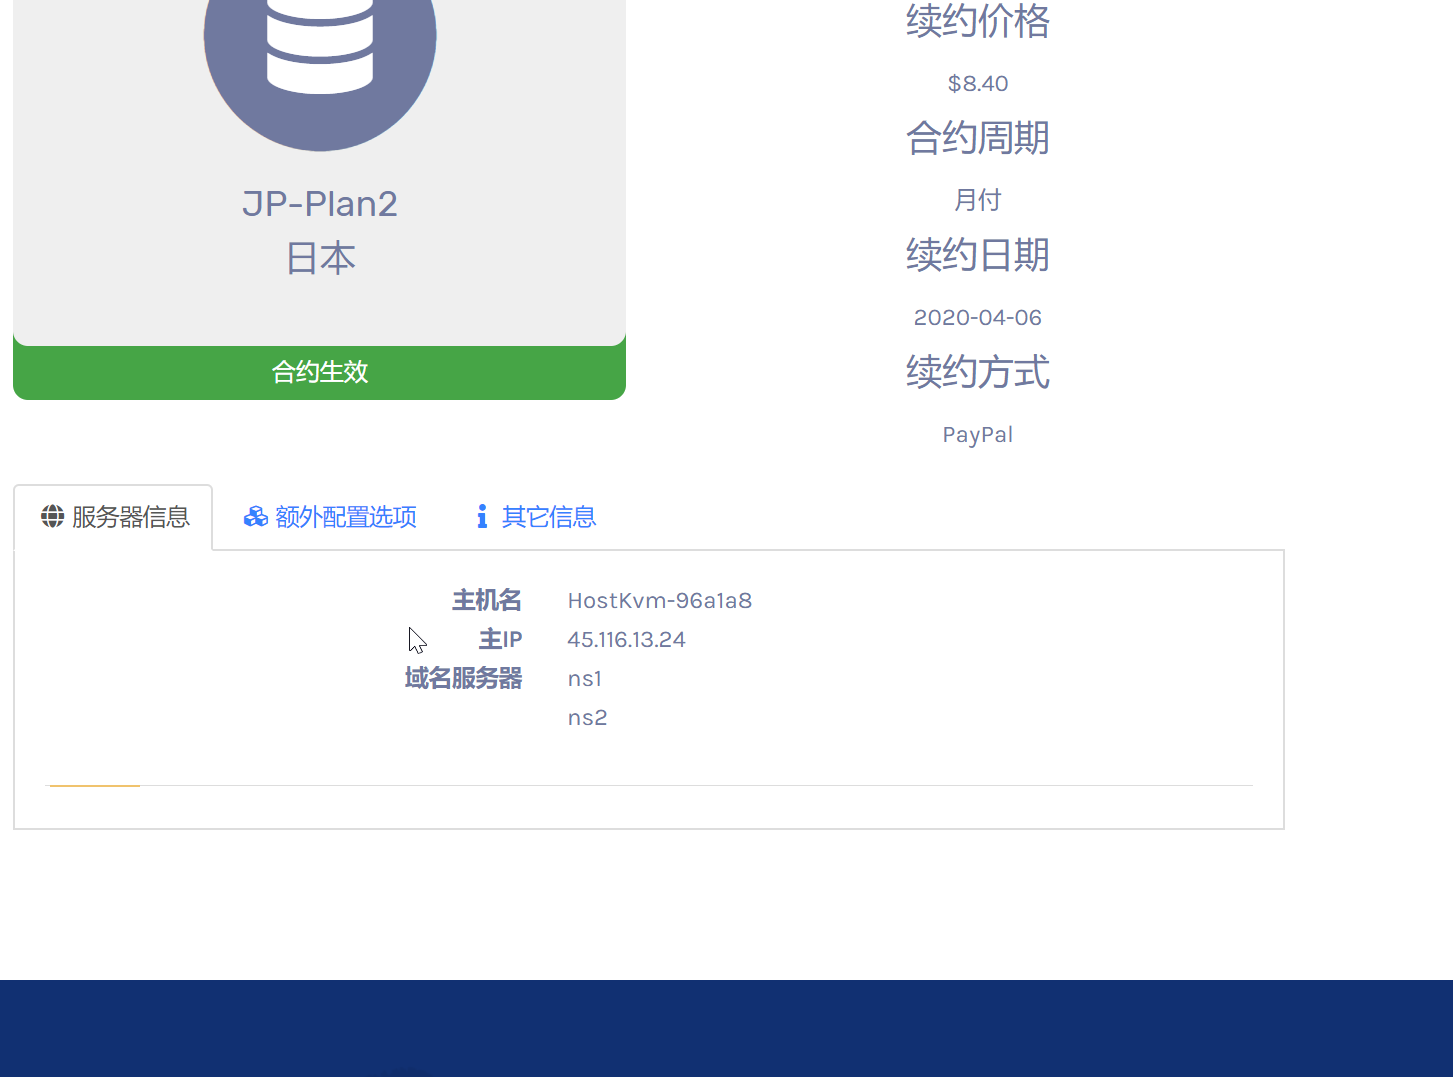 JP-Plan2
日本
合约生效
续约价格
$8.40
合约周期
月付
续约日期
2020-04-06
续约方式
PayPal
服务器信息 额外配置选项 其它信息
主机名 HostKvm-96a1a8
主IP 45.116.13.24
域名服务器 ns1
ns2